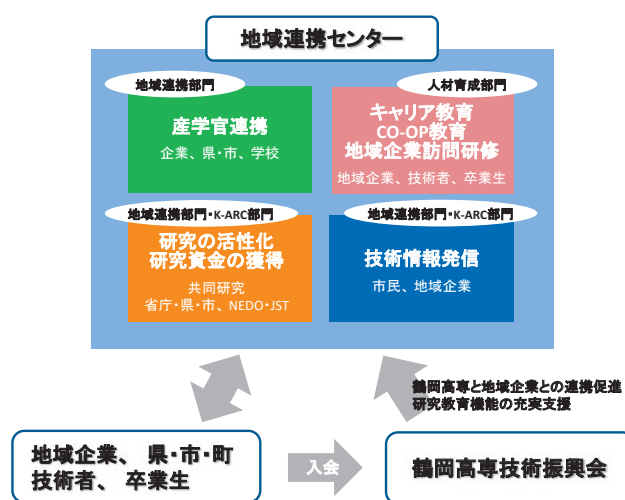 地域連携センター
地域連携部門
産学官連携
企業、県・市、学校
人材育成部門
キャリア教育
CO-OP教育
地域企業訪問研修
地域企業、技術者、卒業生
地域連携部門・K-ARC部門
研究の活性化
研究資金の獲得
共同研究
省庁・県・市、NEDO・JST
地域連携部門・K-ARC部門
技術情報発信
市民、地域企業
鶴岡高専と地域企業との連携促進
研究教育機能の充実支援
地域企業、 県・市・町
技術者、 卒業生
入会
鶴岡高専技術振興会